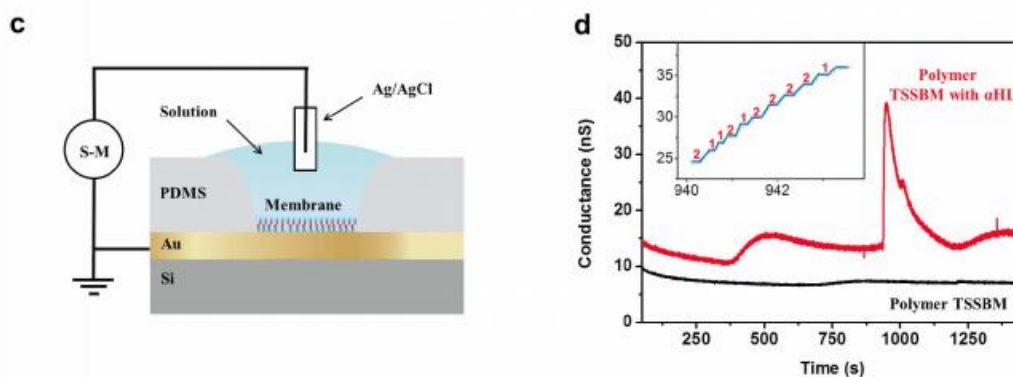 c
Ag/AgCl
Solution
S-M
PDMS
Membrane
Au
Si
d
50
40
30
20
10
0
Conductance (nS)
35
30
25
2 1 1 2 1 2 2 2 2 1
940 942
Polymer
TSSBM with αHL
Polymer TSSBM
250 500 750 1000 1250
Time (s)